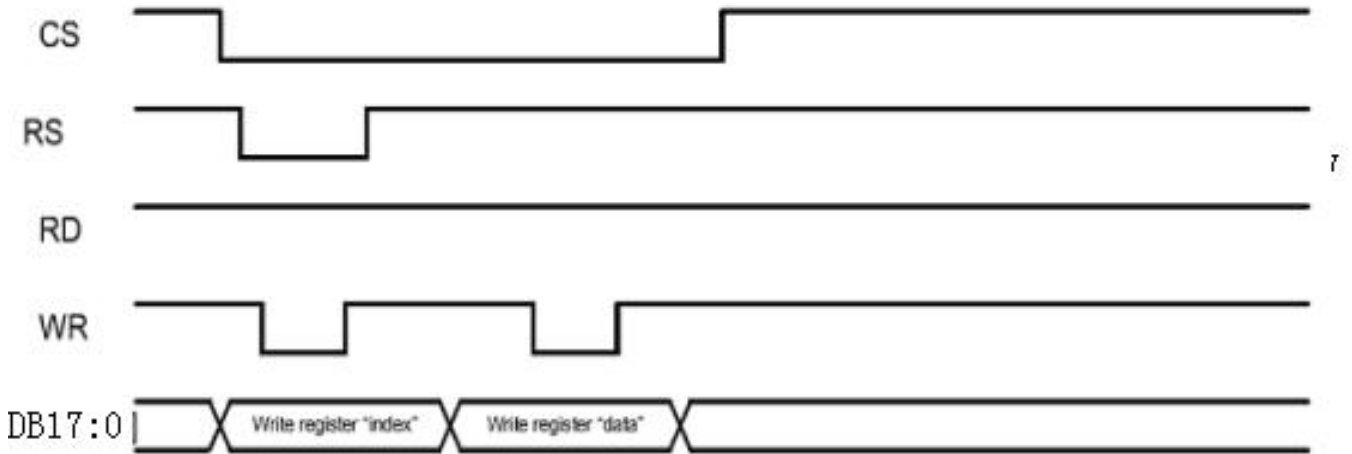 CS
RS
RD
WR
DB17:0
Write register "index"
Write register "data"